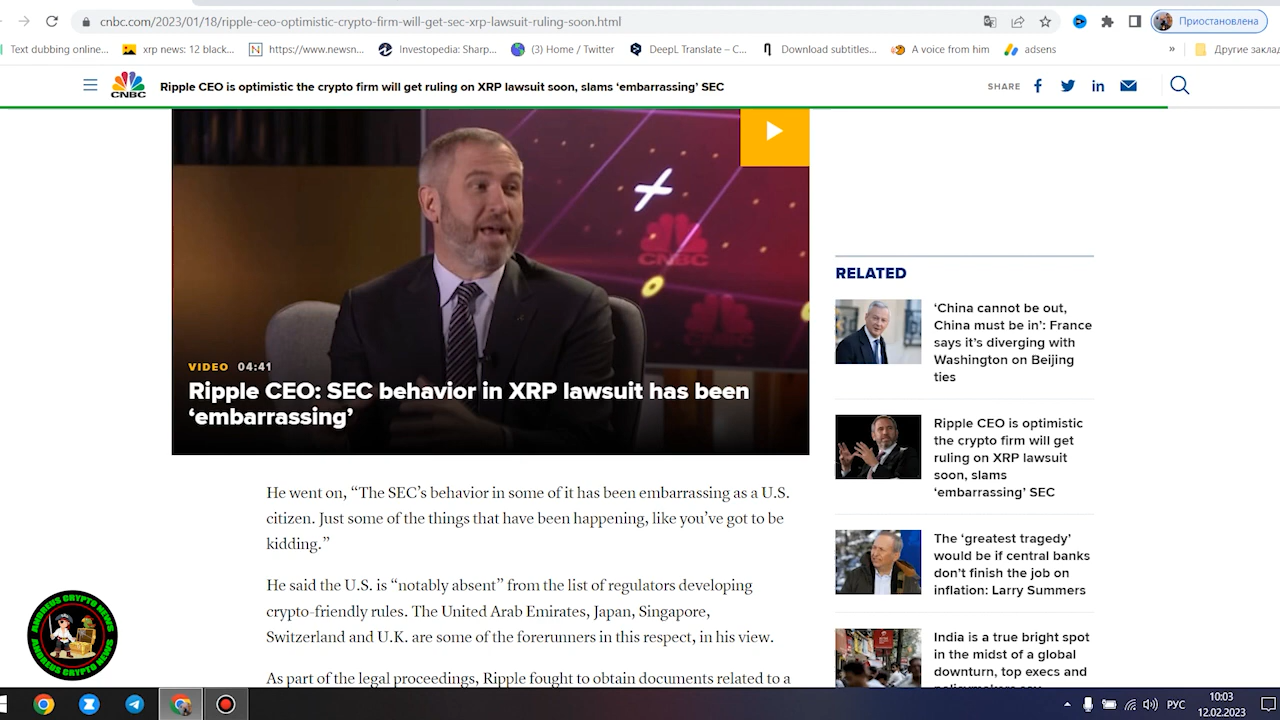 cnbc.com/2023/01/18/ripple-ceo-optimistic-crypto-firm-will-get-sec-xrp-lawsuit-ruling-soon.html
Приостановлена
Text dubbing online...
xrp news: 12 black...
https://www.newsn...
Investopedia: Sharp...
(3) Home / Twitter
DeepL Translate – C...
Download subtitles...
A voice from him
adsens
»
Другие закла
CNBC
Ripple CEO is optimistic the crypto firm will get ruling on XRP lawsuit soon, slams ‘embarrassing’ SEC
SHARE
CNBC
VIDEO 04:41
Ripple CEO: SEC behavior in XRP lawsuit has been
‘embarrassing’
He went on, “The SEC’s behavior in some of it has been embarrassing as a U.S.
citizen. Just some of the things that have been happening, like you’ve got to be
kidding.”
He said the U.S. is “notably absent” from the list of regulators developing
crypto-friendly rules. The United Arab Emirates, Japan, Singapore,
Switzerland and U.K. are some of the forerunners in this respect, in his view.
As part of the legal proceedings, Ripple fought to obtain documents related to a
RELATED
‘China cannot be out,
China must be in’: France
says it’s diverging with
Washington on Beijing
ties
Ripple CEO is optimistic
the crypto firm will get
ruling on XRP lawsuit
soon, slams
‘embarrassing’ SEC
The ‘greatest tragedy’
would be if central banks
don’t finish the job on
inflation: Larry Summers
India is a true bright spot
in the midst of a global
downturn, top execs and
ANDREUS CRYPTO NEWS
ANDREUS CRYPTO NEWS
РУС
10:03
12.02.2023